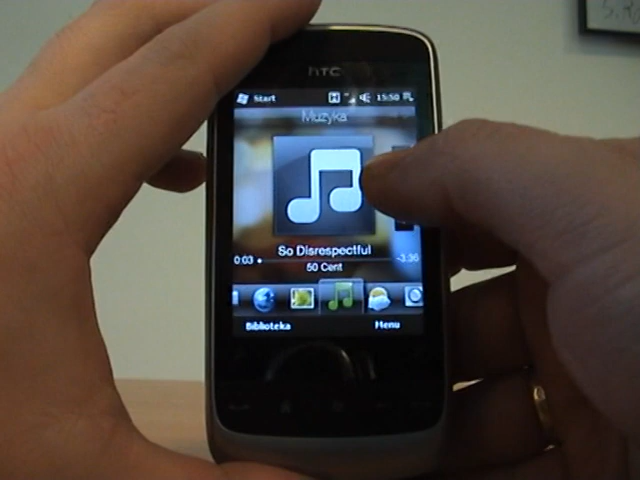 hTC
Start 15:50
Muzyka
So Disrespectful
0:03 -3:36
50 Cent
Biblioteka Menu